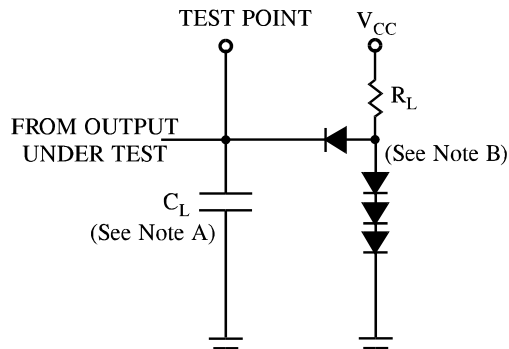 TEST POINT
V_CC
R_L
FROM OUTPUT
UNDER TEST
(See Note B)
C_L
(See Note A)